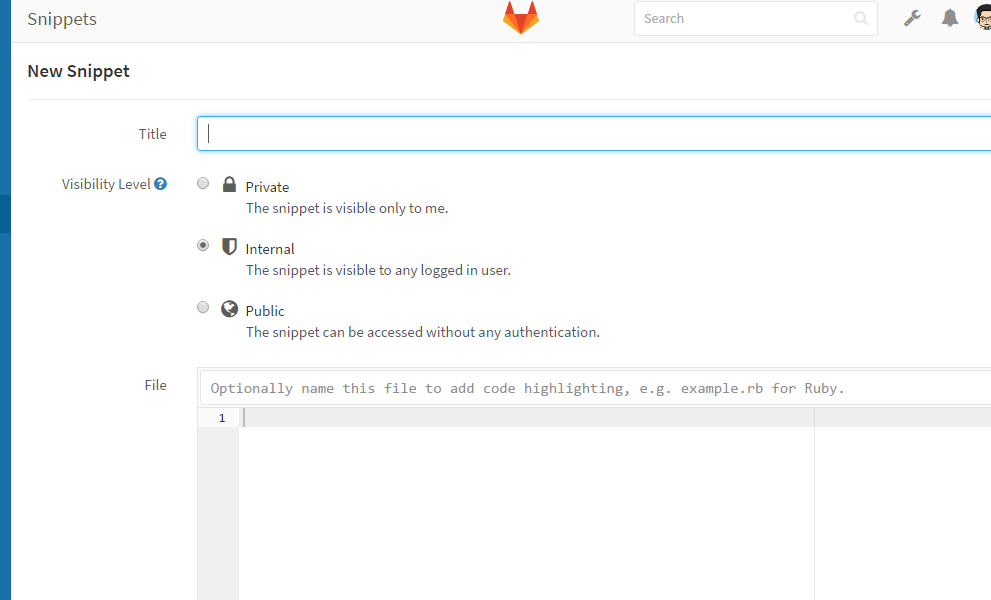 Snippets
Search
New Snippet
Title
Visibility Level ?
Private
The snippet is visible only to me.
Internal
The snippet is visible to any logged in user.
Public
The snippet can be accessed without any authentication.
File
Optionally name this file to add code highlighting, e.g. example.rb for Ruby.
1